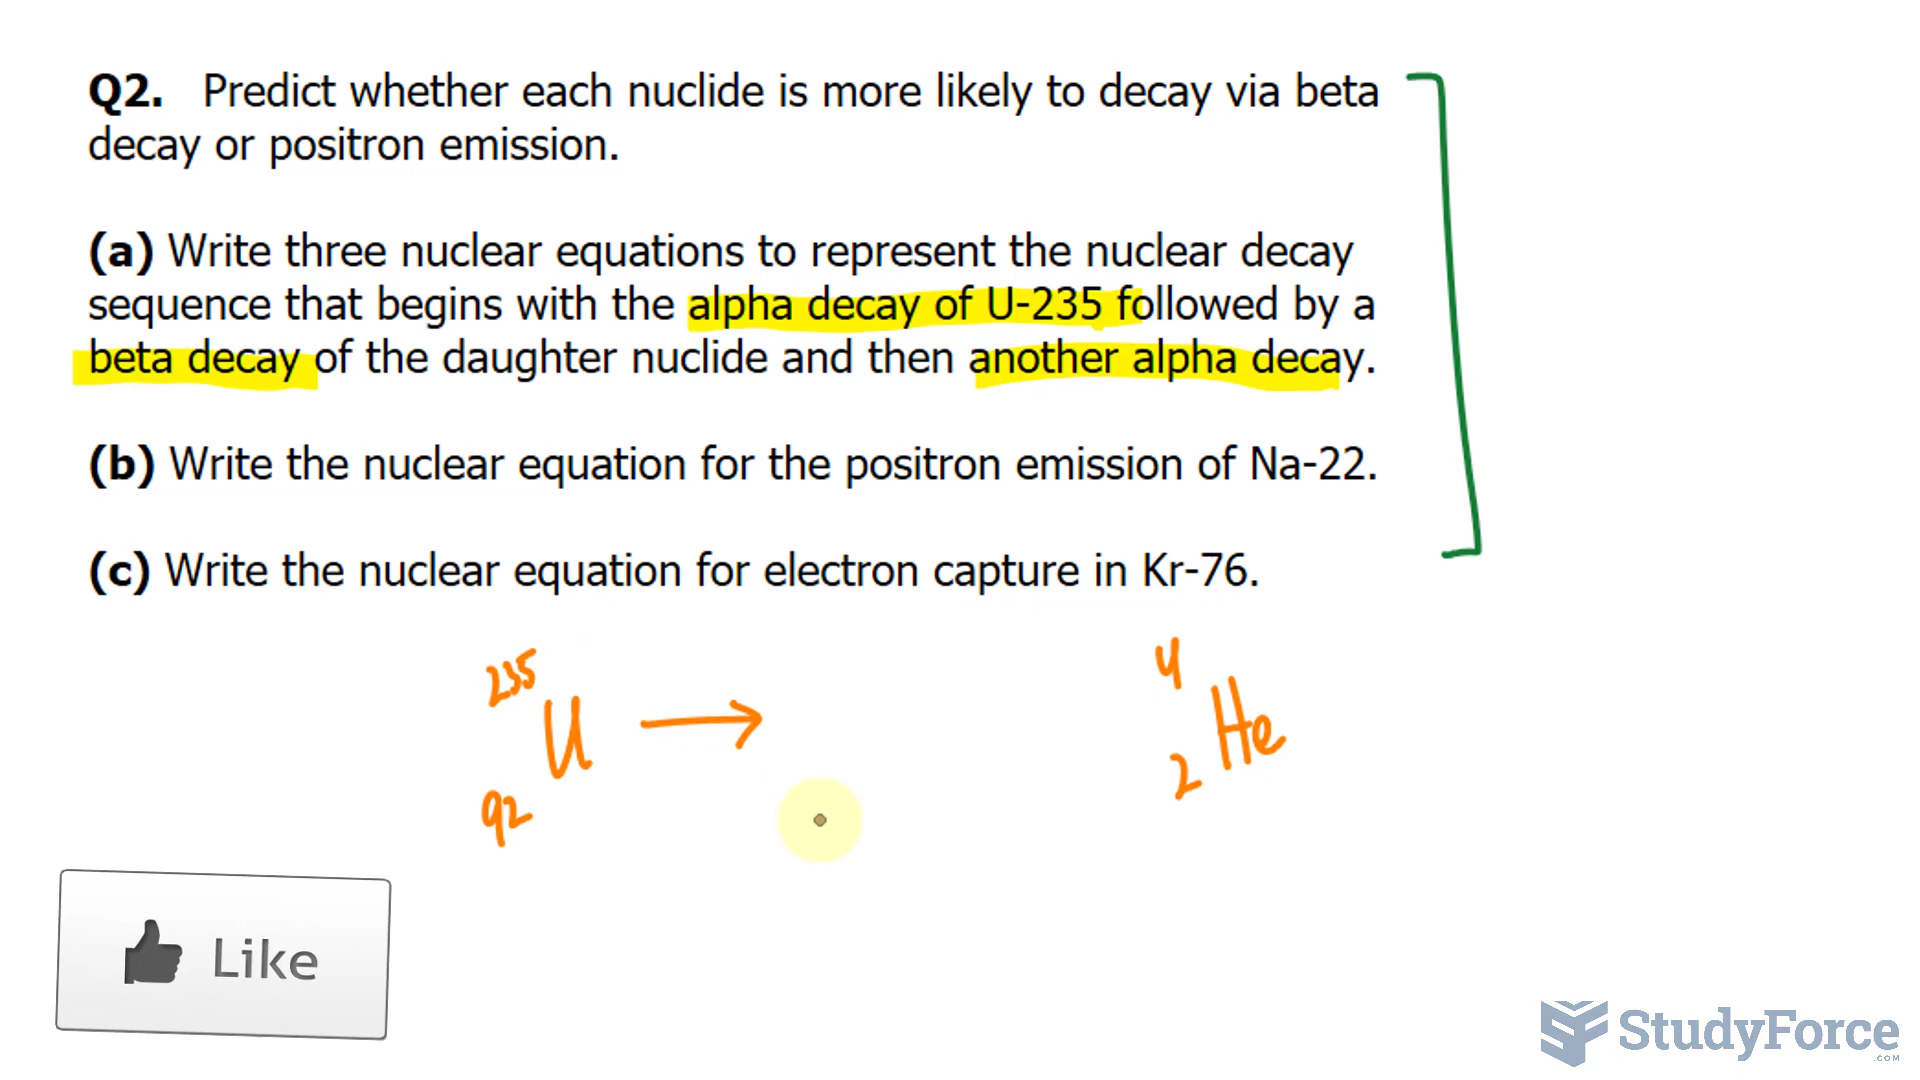 Q2. Predict whether each nuclide is more likely to decay via beta
decay or positron emission.
(a) Write three nuclear equations to represent the nuclear decay
sequence that begins with the alpha decay of U-235 followed by a
beta decay of the daughter nuclide and then another alpha decay.
(b) Write the nuclear equation for the positron emission of Na-22.
(c) Write the nuclear equation for electron capture in Kr-76.
235 4
U → He
92 2
Like
StudyForce
.COM